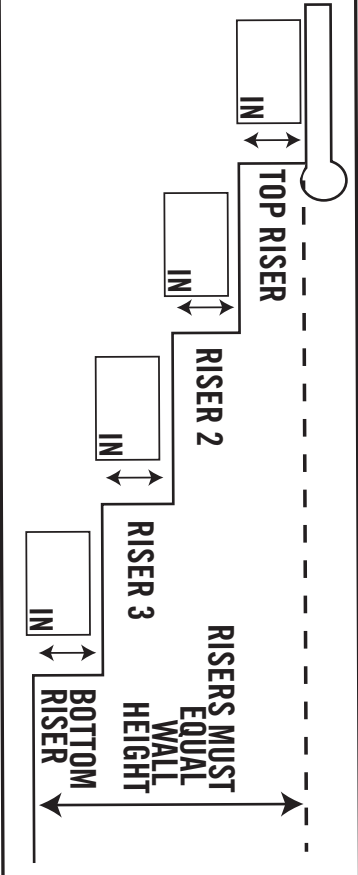 IN
TOP RISER
IN
RISER 2
IN
RISER 3
IN
BOTTOM
RISER
RISERS MUST
EQUAL
WALL
HEIGHT